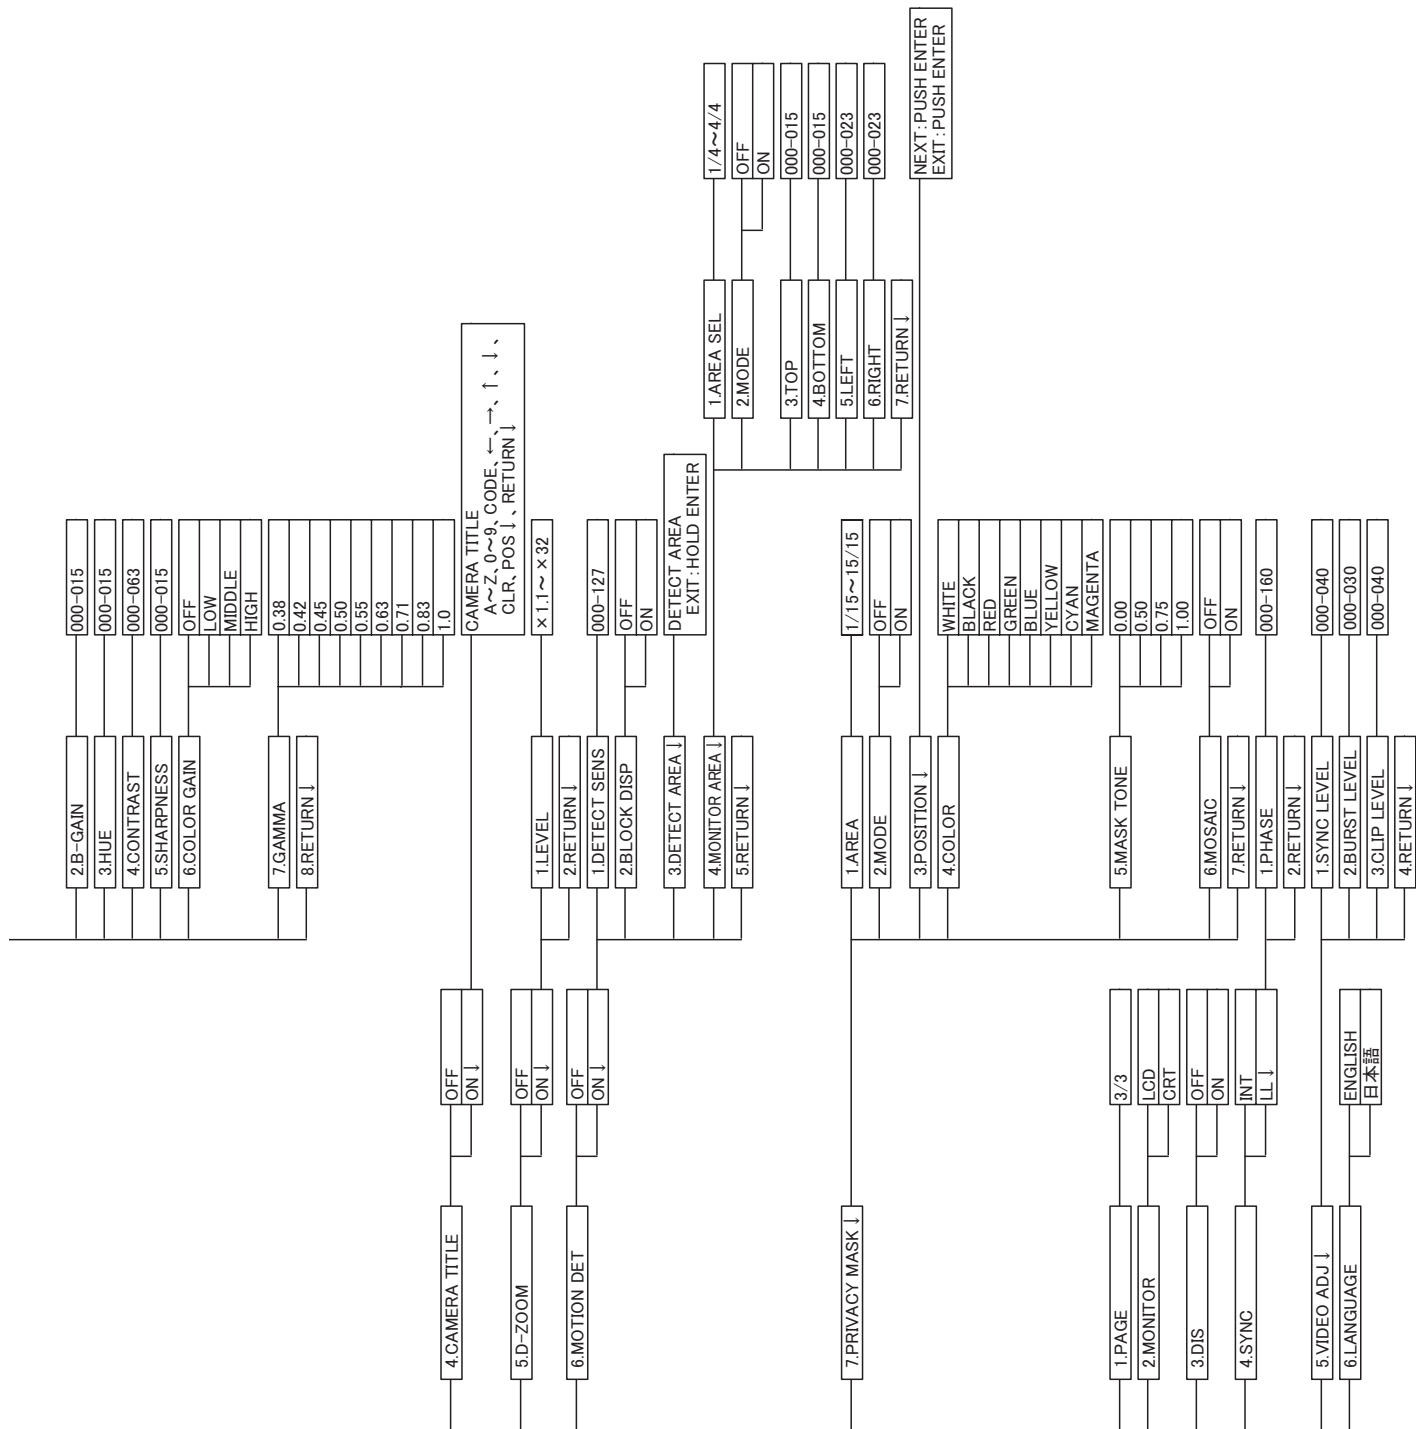 2.B-GAIN
000-015
3.HUE
000-015
4.CONTRAST
000-063
5.SHARPNESS
000-015
6.COLOR GAIN
OFF
LOW
MIDDLE
HIGH
7.GAMMA
0.38
0.42
0.45
0.50
0.55
0.63
0.71
0.83
1.0
8.RETURN↓
4.CAMERA TITLE
OFF
ON↓
CAMERA TITLE
A～Z、0～9、CODE、←、→、↑、↓、
CLR、POS↓、RETURN↓
5.D-ZOOM
OFF
ON↓
1.LEVEL
×1.1～×32
2.RETURN↓
6.MOTION DET
OFF
ON↓
1.DETECT SENS
000-127
2.BLOCK DISP
OFF
ON
3.DETECT AREA↓
DETECT AREA
EXIT:HOLD ENTER
4.MONITOR AREA↓
1.AREA SEL
1/4～4/4
2.MODE
OFF
ON
3.TOP
000-015
4.BOTTOM
000-015
5.LEFT
000-023
6.RIGHT
000-023
7.RETURN↓
5.RETURN↓
7.PRIVACY MASK↓
1.AREA
1/15～15/15
2.MODE
OFF
ON
3.POSITION↓
NEXT:PUSH ENTER
EXIT:PUSH ENTER
4.COLOR
WHITE
BLACK
RED
GREEN
BLUE
YELLOW
CYAN
MAGENTA
5.MASK TONE
0.00
0.50
0.75
1.00
6.MOSAIC
OFF
ON
7.RETURN↓
1.PAGE
3/3
2.MONITOR
LCD
CRT
3.DIS
OFF
ON
4.SYNC
INT
LL↓
1.PHASE
000-160
2.RETURN↓
5.VIDEO ADJ↓
1.SYNC LEVEL
000-040
2.BURST LEVEL
000-030
3.CLIP LEVEL
000-040
4.RETURN↓
6.LANGUAGE
ENGLISH
日本語